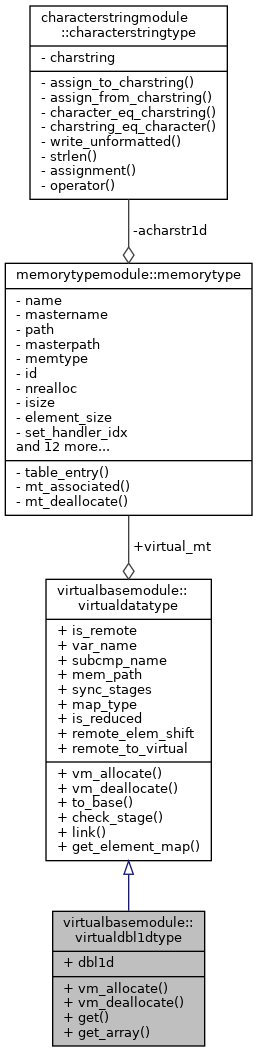 characterstringmodule
::characterstringtype
- charstring
- assign_to_charstring()
- assign_from_charstring()
- character_eq_charstring()
- charstring_eq_character()
- write_unformatted()
- strlen()
- assignment()
- operator()
-acharstr1d
memorytypemodule::memorytype
- name
- mastername
- path
- masterpath
- memtype
- id
- nrealloc
- isize
- element_size
- set_handler_idx
and 12 more...
- table_entry()
- mt_associated()
- mt_deallocate()
+virtual_mt
virtualbasemodule::
virtualdatatype
+ is_remote
+ var_name
+ subcmp_name
+ mem_path
+ sync_stages
+ map_type
+ is_reduced
+ remote_elem_shift
+ remote_to_virtual
+ vm_allocate()
+ vm_deallocate()
+ to_base()
+ check_stage()
+ link()
+ get_element_map()
virtualbasemodule::
virtualdbl1dtype
+ dbl1d
+ vm_allocate()
+ vm_deallocate()
+ get()
+ get_array()